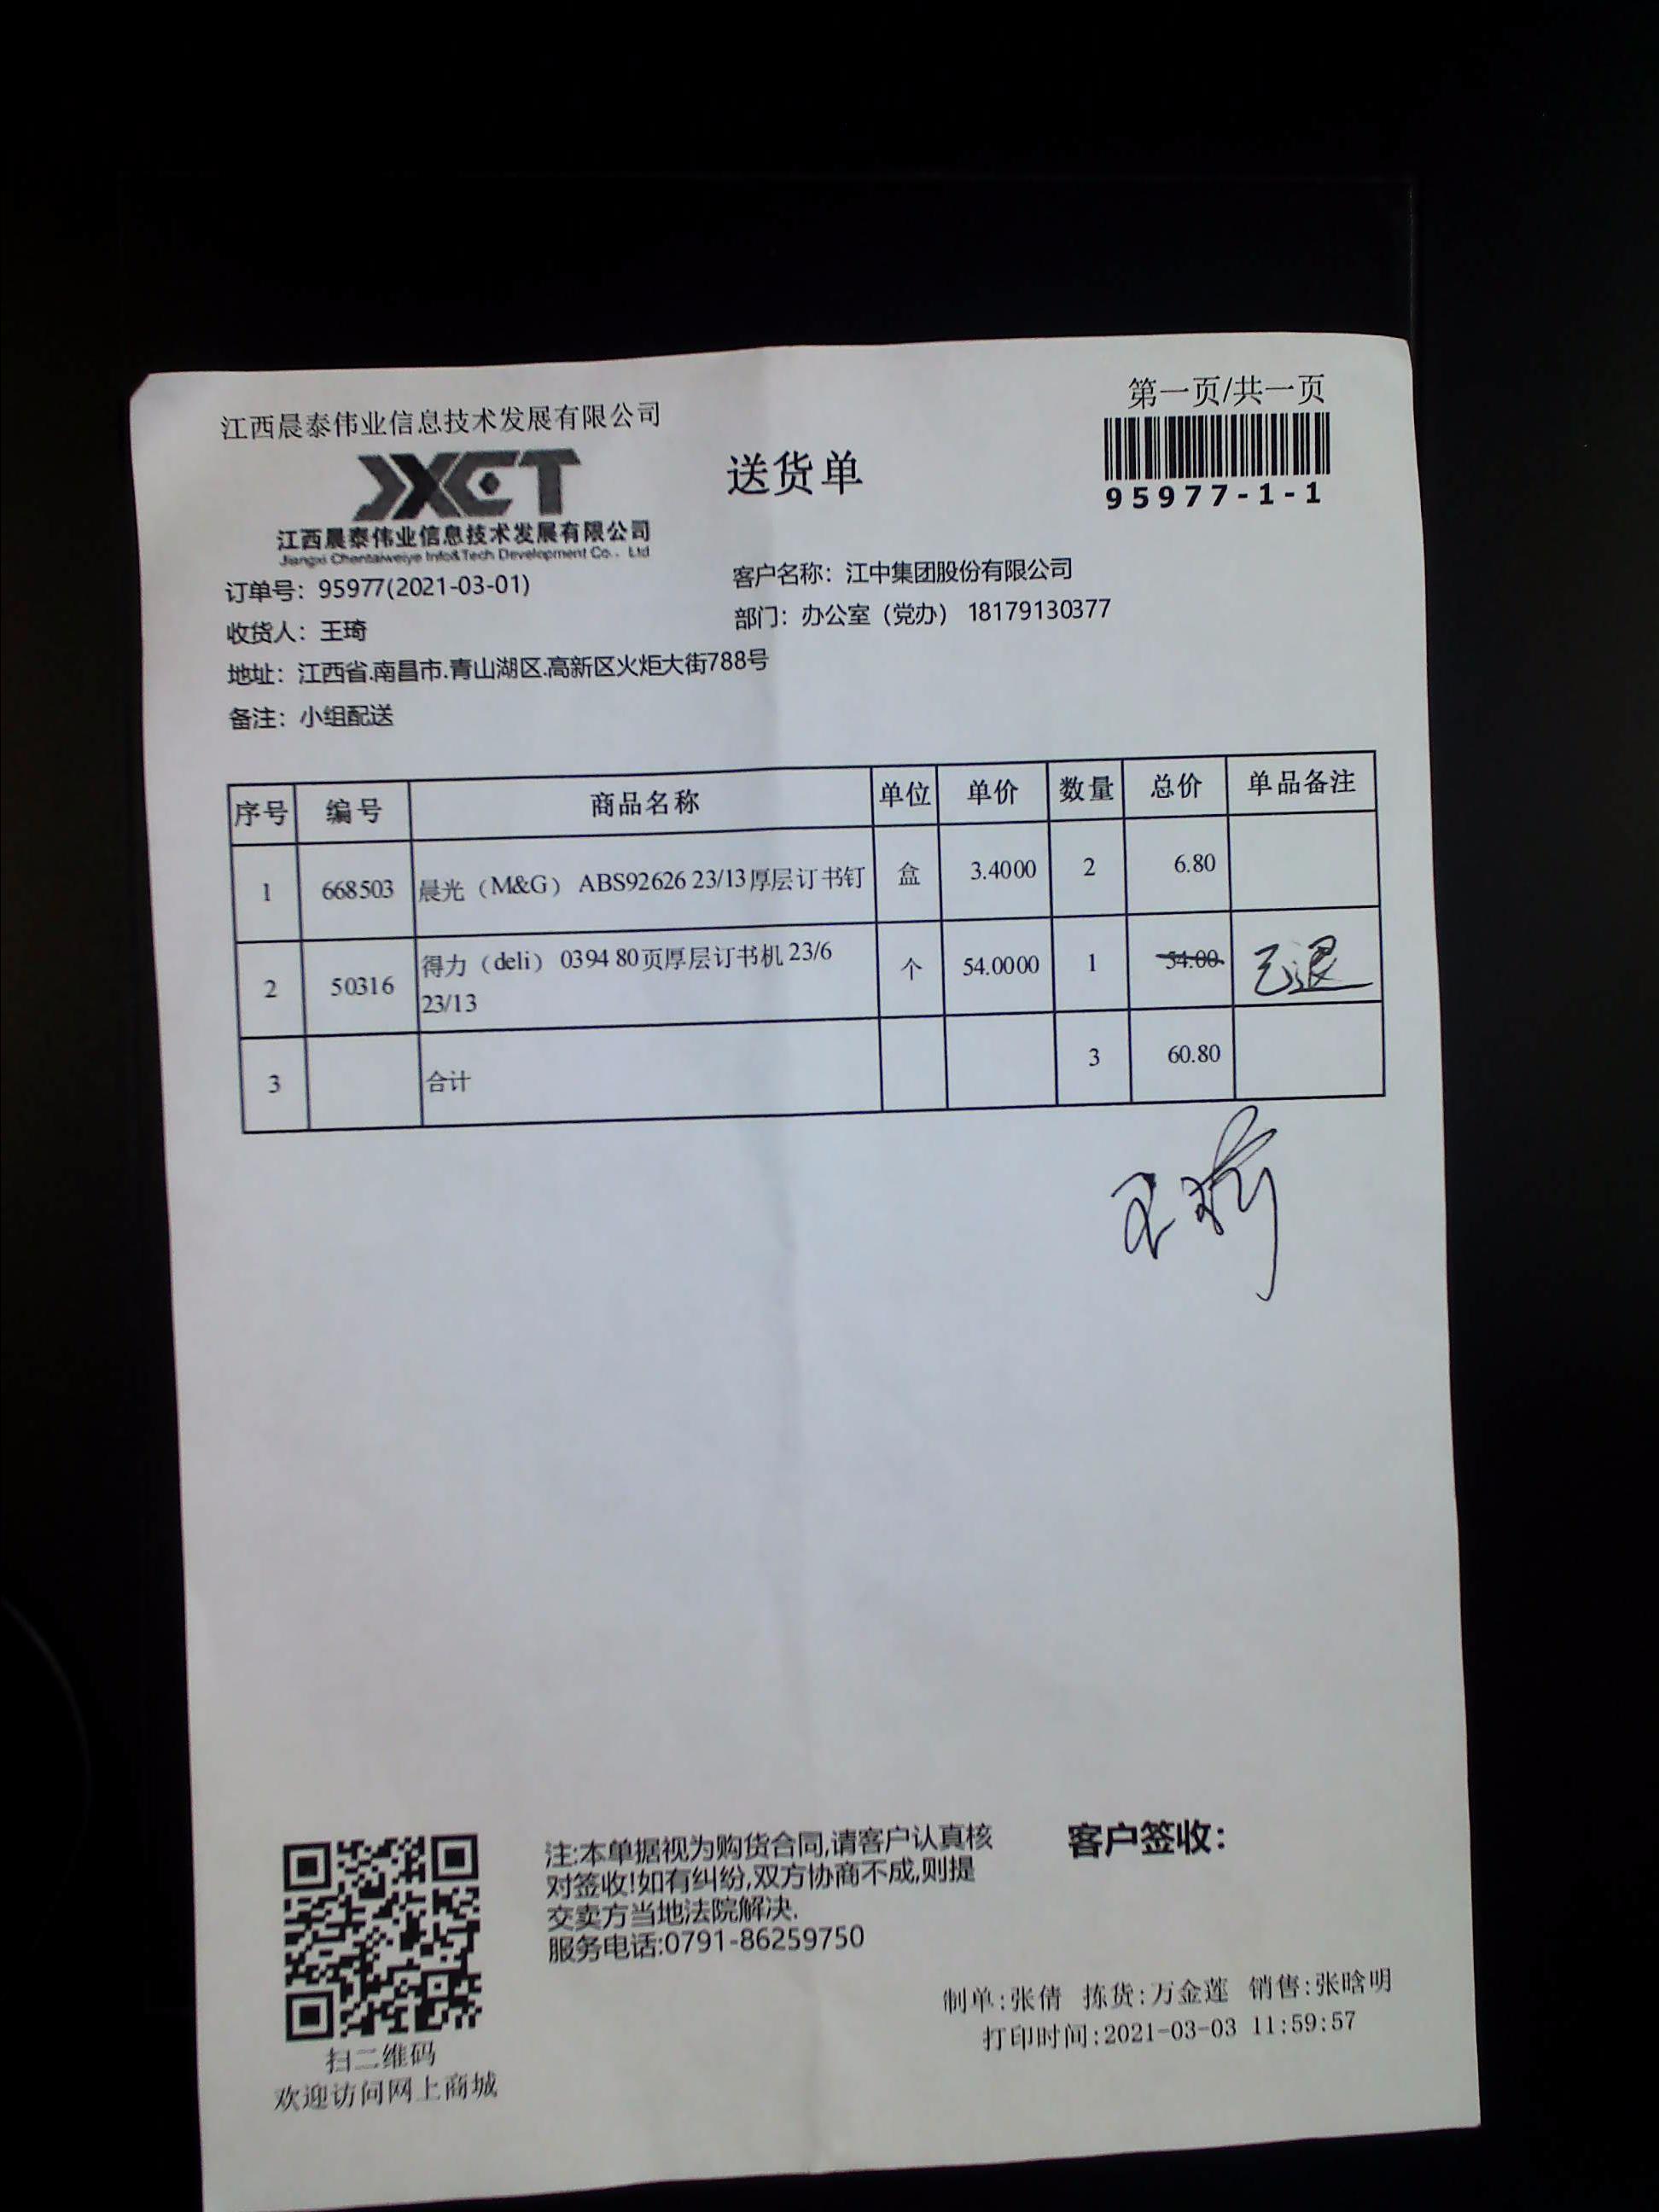 第一页/共一页
江西晨泰伟业信息技术发展有限公司
JXCT
送货单
95977-1-1
江西晨泰伟业信息技术发展有限公司
Jiangxi Chentaiweiye Info&Tech Development Co., Ltd
订单号：95977(2021-03-01)
客户名称：江中集团股份有限公司
收货人：王琦
部门：办公室（党办） 18179130377
地址：江西省.南昌市.青山湖区.高新区火炬大街788号
备注：小组配送
序号 编号 商品名称 单位 单价 数量 总价 单品备注
1 668503 晨光（M&G） ABS92626 23/13厚层订书钉 盒 3.4000 2 6.80
2 50316 得力（deli） 0394 80页厚层订书机 23/6 个 54.0000 1 54.00 已退
23/13
3 合计 3 60.80
王琦
注:本单据视为购货合同,请客户认真核
对签收!如有纠纷,双方协商不成,则提
交卖方当地法院解决.
服务电话:0791-86259750
客户签收：
制单:张倩 拣货:万金莲 销售:张晗明
打印时间:2021-03-03 11:59:57
扫二维码
欢迎访问网上商城